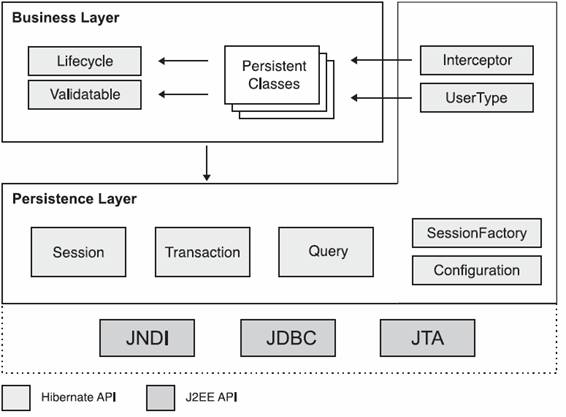 Business Layer
Lifecycle
Validatable
Persistent
Classes
Interceptor
UserType
Persistence Layer
Session
Transaction
Query
SessionFactory
Configuration
JNDI
JDBC
JTA
Hibernate API
J2EE API